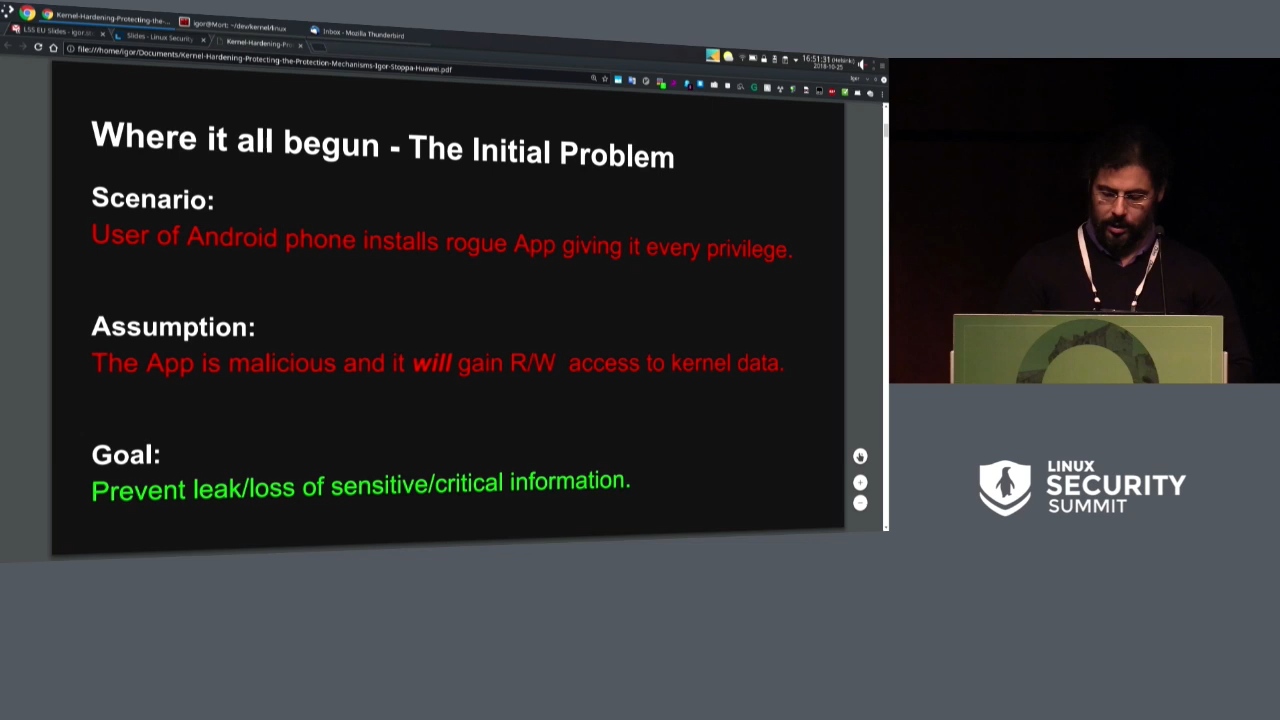 Kernel-Hardening-Protecting-the-...
igor@Mort: ~/dev/kernel/linux
Inbox - Mozilla Thunderbird
LSS EU Slides - igor.s
Slides - Linux Security
Kernel-Hardening-Pro
16:51:31 (Helsinki)
2018-10-25
file:///home/igor/Documents/Kernel-Hardening-Protecting-the-Protection-Mechanisms-Igor-Stoppa-Huawei.pdf
Igor
Where it all begun - The Initial Problem
Scenario:
User of Android phone installs rogue App giving it every privilege.
Assumption:
The App is malicious and it will gain R/W access to kernel data.
Goal:
Prevent leak/loss of sensitive/critical information.
LINUX
SECURITY
SUMMIT